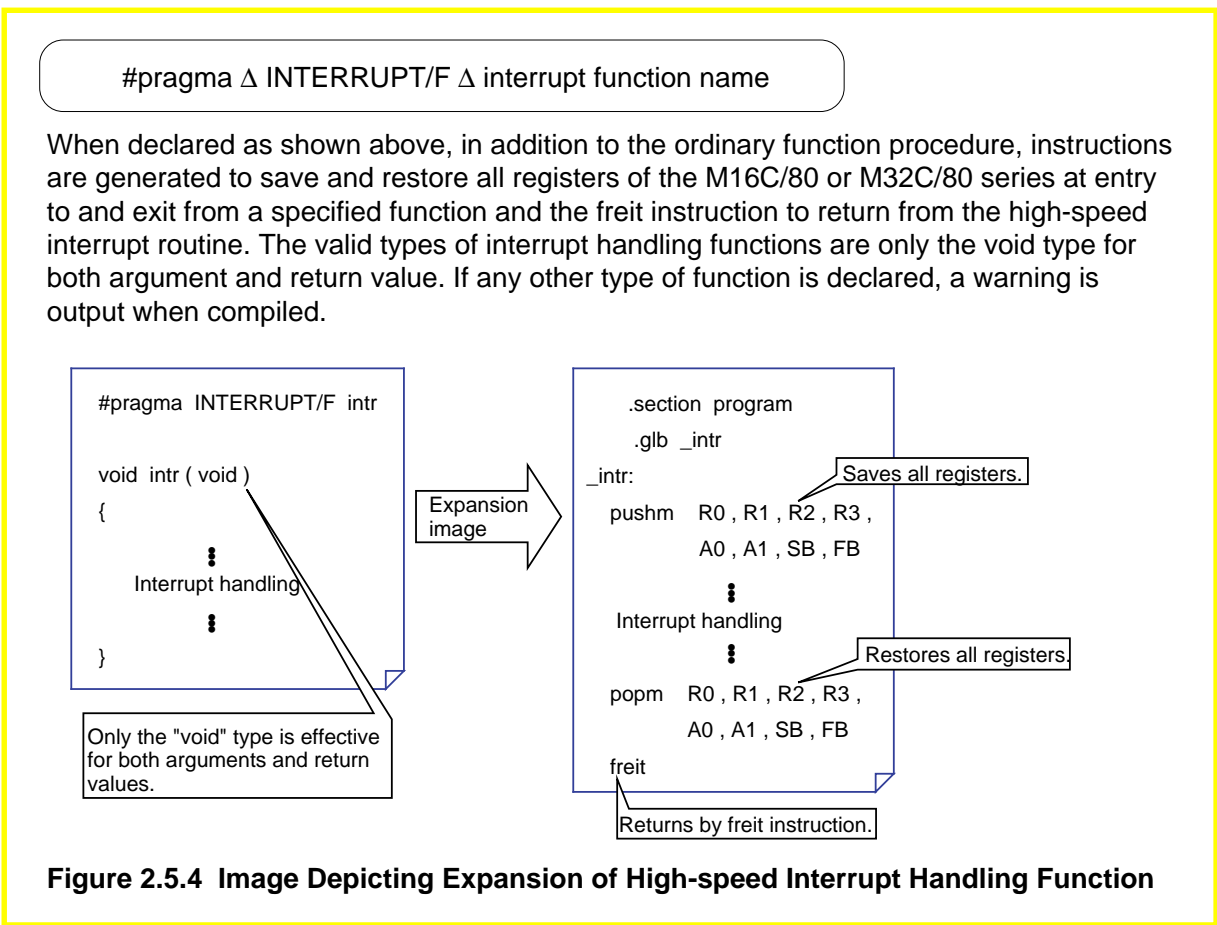 #pragma Δ INTERRUPT/F Δ interrupt function name
When declared as shown above, in addition to the ordinary function procedure, instructions
are generated to save and restore all registers of the M16C/80 or M32C/80 series at entry
to and exit from a specified function and the freit instruction to return from the high-speed
interrupt routine. The valid types of interrupt handling functions are only the void type for
both argument and return value. If any other type of function is declared, a warning is
output when compiled.
#pragma INTERRUPT/F intr
void intr ( void )
{
Interrupt handling
}
Only the "void" type is effective
for both arguments and return
values.
Expansion
image
.section program
.glb _intr
_intr:
Saves all registers.
pushm R0 , R1 , R2 , R3 ,
A0 , A1 , SB , FB
Interrupt handling
Restores all registers.
popm R0 , R1 , R2 , R3 ,
A0 , A1 , SB , FB
freit
Returns by freit instruction.
Figure 2.5.4 Image Depicting Expansion of High-speed Interrupt Handling Function